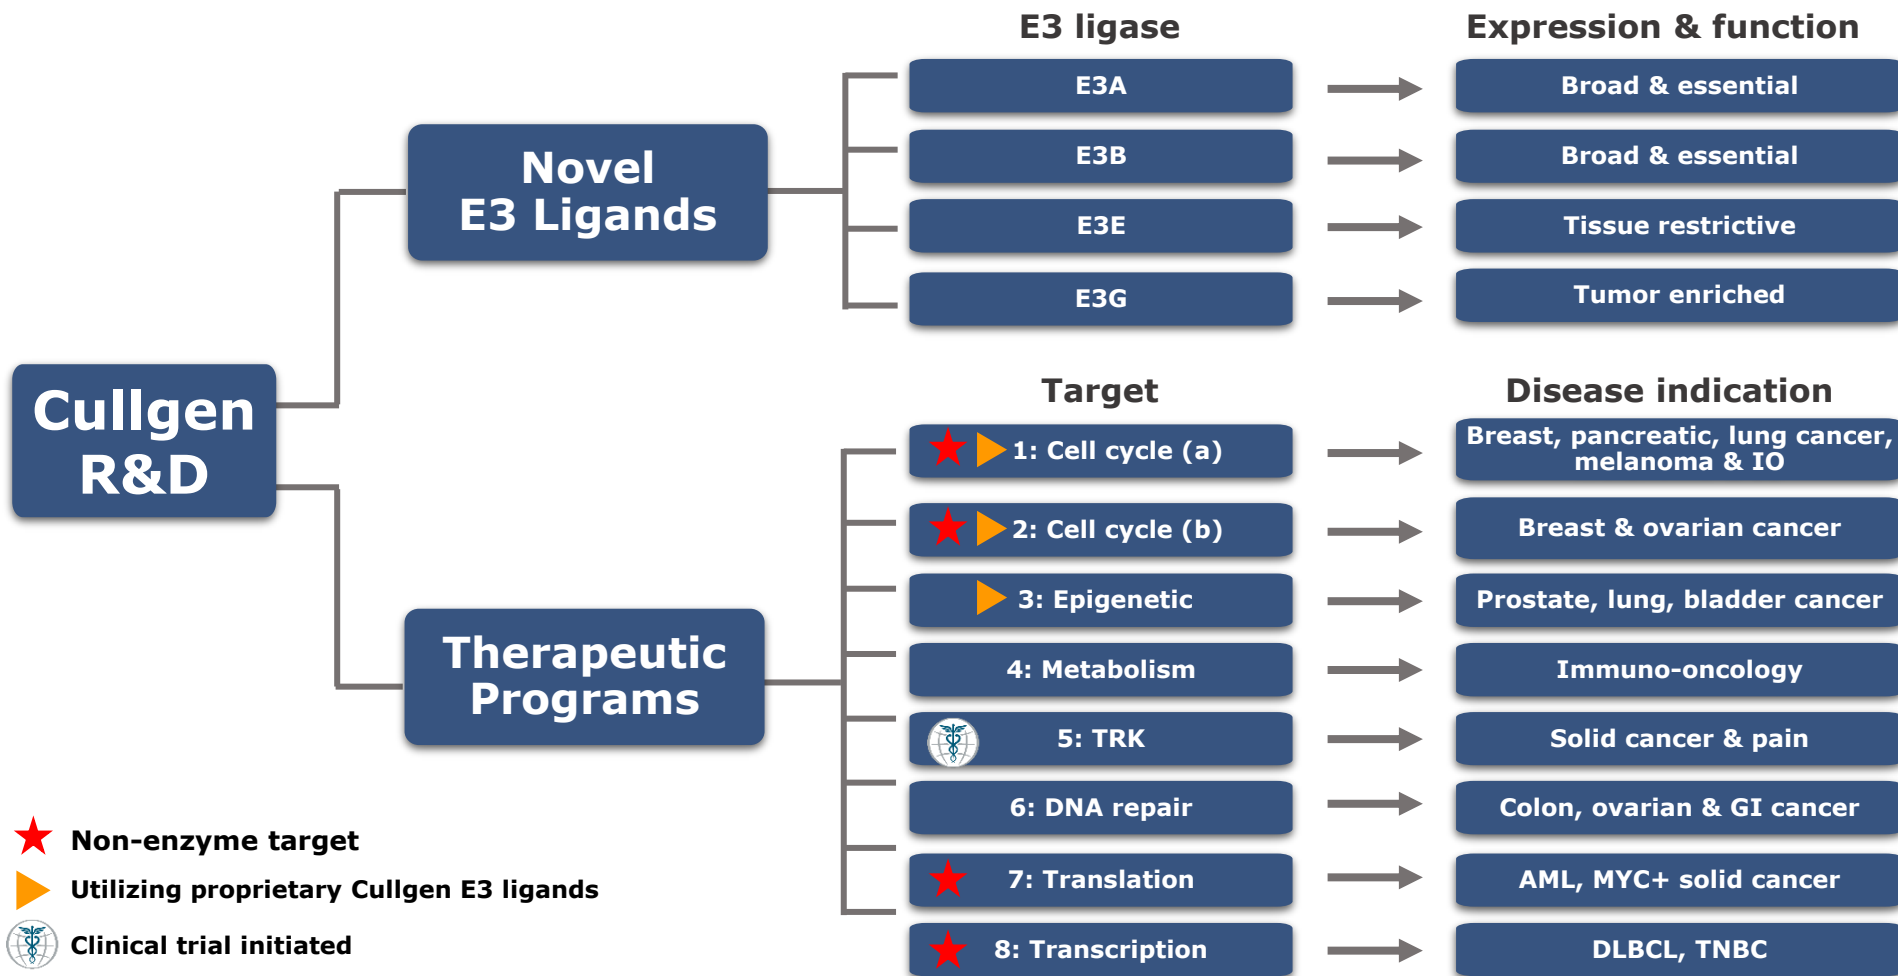 E3 ligase
Expression & function
E3A
Broad & essential
E3B
Broad & essential
E3E
Tissue restrictive
E3G
Tumor enriched
Novel
E3 Ligands
Cullgen
R&D
Therapeutic
Programs
Target
Disease indication
1: Cell cycle (a)
Breast, pancreatic, lung cancer,
melanoma & IO
2: Cell cycle (b)
Breast & ovarian cancer
3: Epigenetic
Prostate, lung, bladder cancer
4: Metabolism
Immuno-oncology
5: TRK
Solid cancer & pain
6: DNA repair
Colon, ovarian & GI cancer
7: Translation
AML, MYC+ solid cancer
8: Transcription
DLBCL, TNBC
Non-enzyme target
Utilizing proprietary Cullgen E3 ligands
Clinical trial initiated